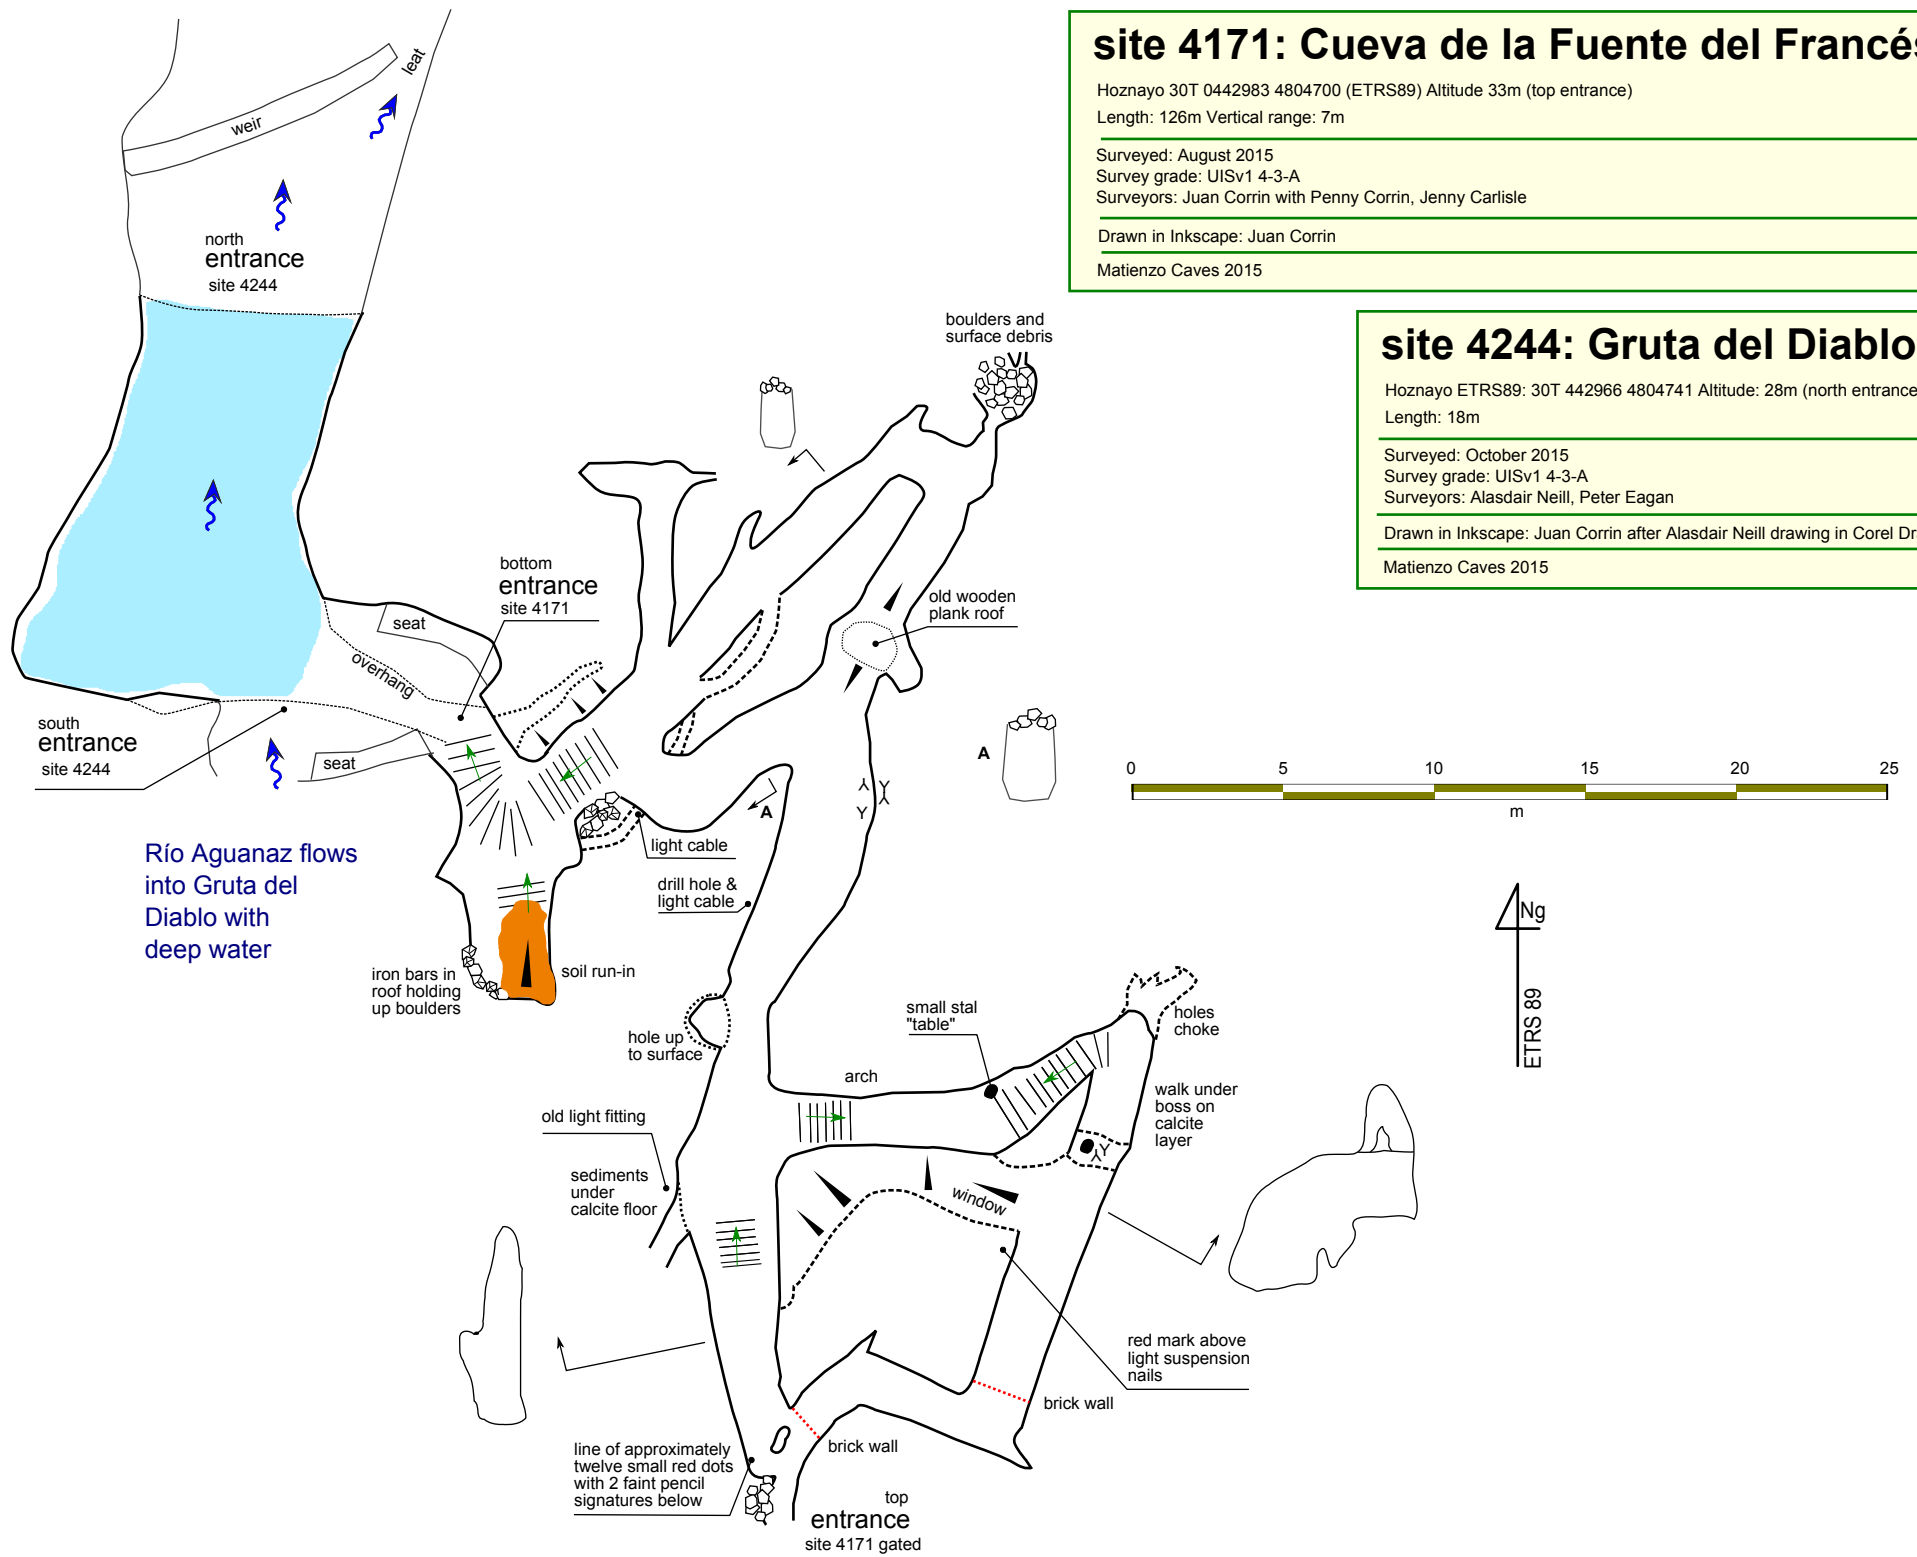 site 4171: Cueva de la Fuente del Francés
Hoznayo 30T 0442983 4804700 (ETRS89) Altitude 33m (top entrance)
Length: 126m Vertical range: 7m
Surveyed: August 2015
Survey grade: UISv1 4-3-A
Surveyors: Juan Corrin with Penny Corrin, Jenny Carlisle
Drawn in Inkscape: Juan Corrin
Matienzo Caves 2015
site 4244: Gruta del Diablo
Hoznayo ETRS89: 30T 442966 4804741 Altitude: 28m (north entrance
Length: 18m
Surveyed: October 2015
Survey grade: UISv1 4-3-A
Surveyors: Alasdair Neill, Peter Eagan
Drawn in Inkscape: Juan Corrin after Alasdair Neill drawing in Corel Dr
Matienzo Caves 2015
leat
weir
north
entrance
site 4244
boulders and
surface debris
bottom
entrance
site 4171
old wooden
plank roof
seat
overhang
south
entrance
site 4244
seat
A
A
0
5
10
15
20
25
m
light cable
drill hole &
light cable
Río Aguanaz flows
into Gruta del
Diablo with
deep water
iron bars in
roof holding
up boulders
soil run-in
Ng
ETRS 89
hole up
to surface
small stal
"table"
holes
choke
arch
walk under
boss on
calcite
layer
old light fitting
sediments
under
calcite floor
window
red mark above
light suspension
nails
brick wall
brick wall
line of approximately
twelve small red dots
with 2 faint pencil
signatures below
top
entrance
site 4171 gated